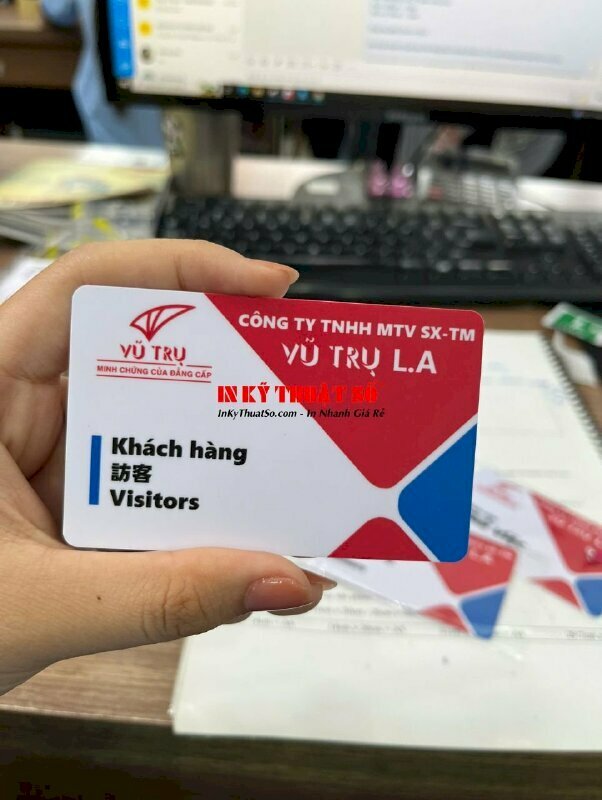 VŨ TRỤ
MINH CHỨNG CỦA ĐẲNG CẤP
CÔNG TY TNHH MTV SX-TM
VŨ TRỤ L.A
IN KỸ THUẬT SỐ
InKyThuatSo.com - In Nhanh Giá Rẻ
Khách hàng
訪客
Visitors